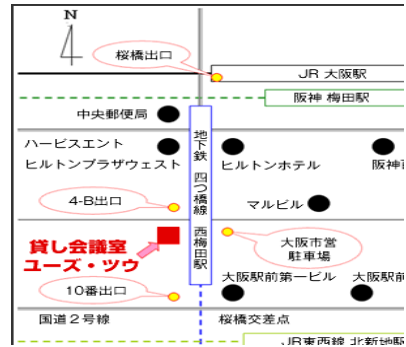 N
桜橋出口
JR 大阪駅
阪神 梅田駅
中央郵便局
地下鉄 四つ橋線 西梅田駅
ハービスエント
ヒルトンプラザウェスト
ヒルトンホテル
阪神
4-B出口
マルビル
貸し会議室
ユーズ・ツウ
大阪市営
駐車場
10番出口
大阪駅前第一ビル
大阪駅前
国道2号線
桜橋交差点
JR東西線 北新地駅